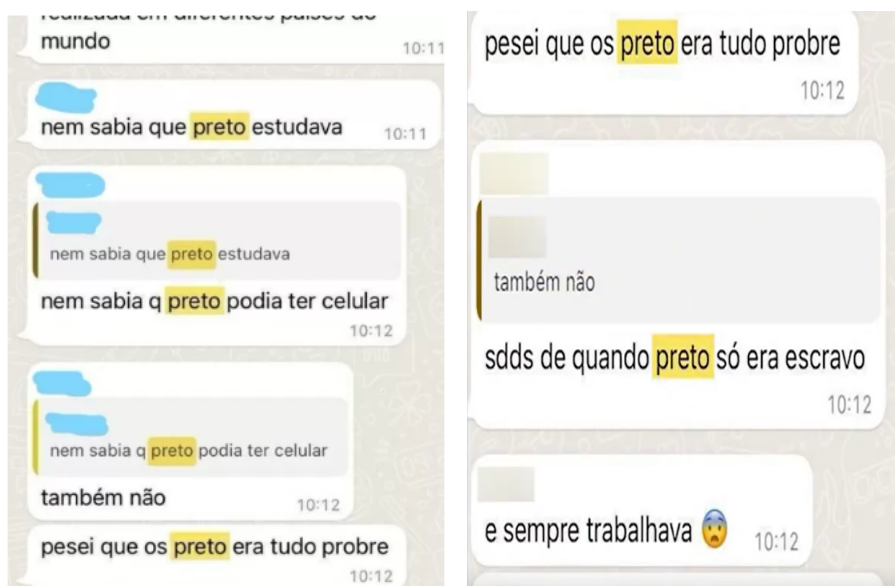 mundo
10:11
nem sabia que preto estudava
10:11
nem sabia que preto estudava
nem sabia q preto podia ter celular
10:12
nem sabia q preto podia ter celular
também não
10:12
pesei que os preto era tudo probre
10:12
pesei que os preto era tudo probre
10:12
também não
sdds de quando preto só era escravo
10:12
e sempre trabalhava 😨
10:12